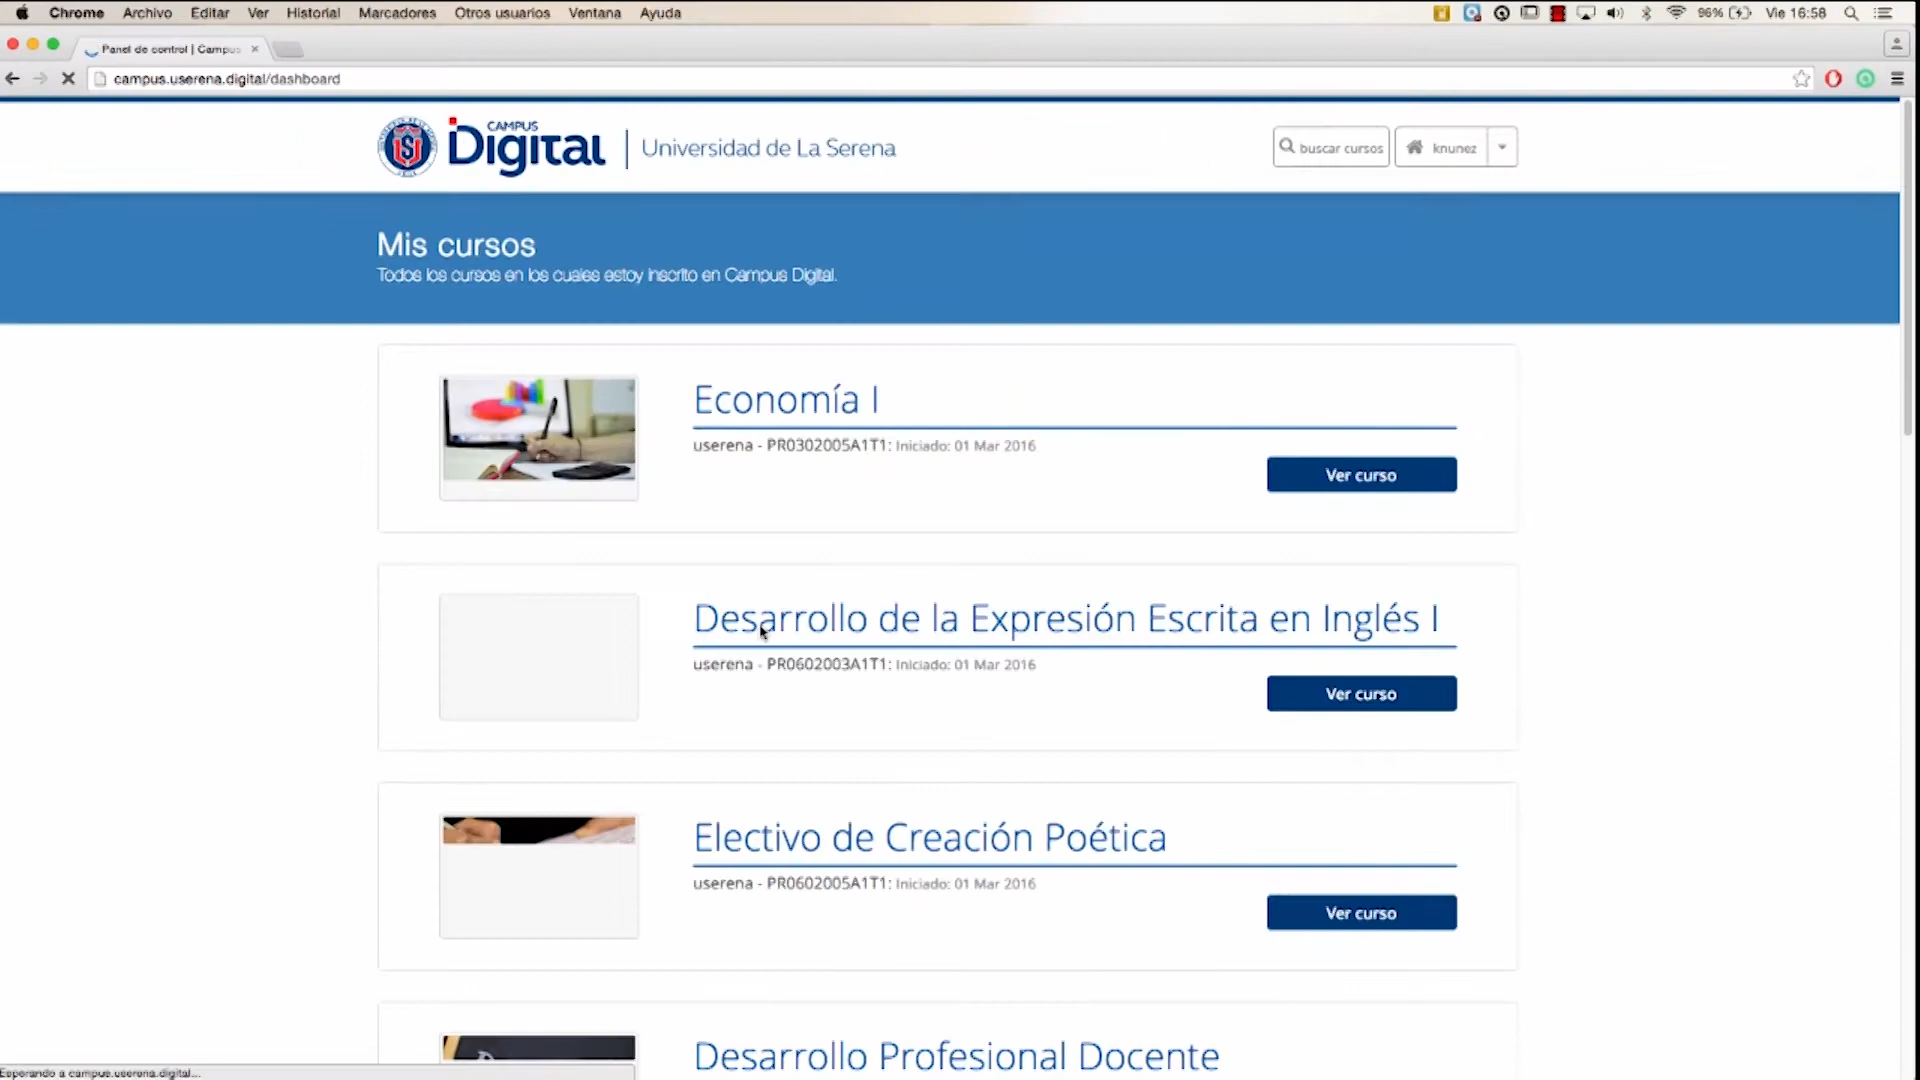 Chrome Archivo Editar Ver Historial Marcadores Otros usuarios Ventana Ayuda 96% Vie 16:58
Panel de control | Campus
campus.userena.digital/dashboard
CAMPUS
Digital
Universidad de La Serena
buscar cursos
knunez
Mis cursos
Todos los cursos en los cuales estoy inscrito en Campus Digital.
Economía I
userena - PR0302005A1T1: Iniciado: 01 Mar 2016
Ver curso
Desarrollo de la Expresión Escrita en Inglés I
userena - PR0602003A1T1: Iniciado: 01 Mar 2016
Ver curso
Electivo de Creación Poética
userena - PR0602005A1T1: Iniciado: 01 Mar 2016
Ver curso
Desarrollo Profesional Docente
Esperando a campus.userena.digital...